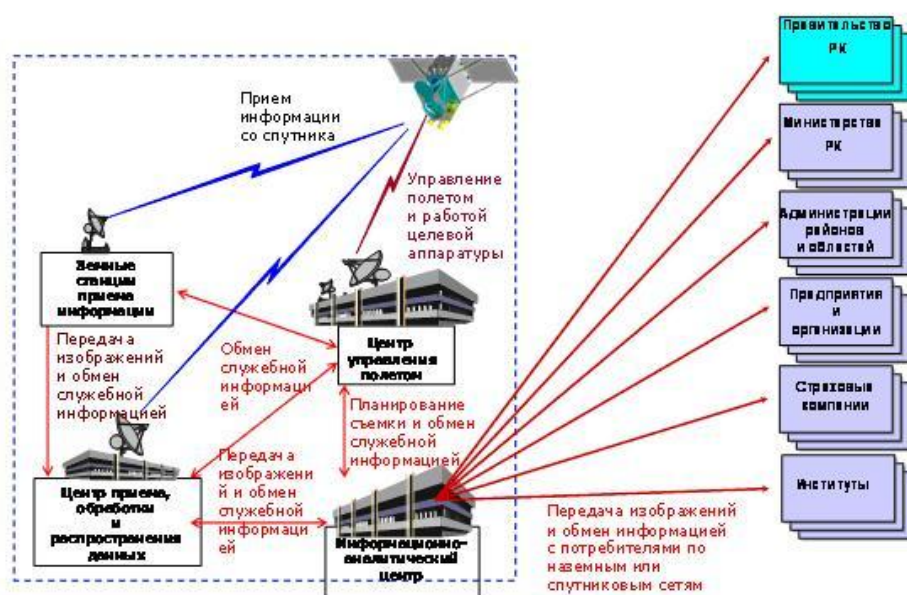 Прием
информации
со спутника
Управление
полетом
и работой
целевой
аппаратуры
Земные
станции
приема
информации
Центр
управления
полетом
Передача
изображений
и обмен
служебной
информацией
Обмен
служебной
информаци
ей
Планирование
съемки и обмен
служебной
информацией
Передача
изображени
й и обмен
служебной
информаци
ей
Центр приема,
обработки
и
распространения
данных
Информационно-
аналитический
центр
Передача изображений
и обмен информацией
с потребителями по
наземным или
спутниковым сетям
Правительство
РК
Министерство
РК
Администрации
районов
и областей
Предприятия
и
организации
Страховые
компании
Институты